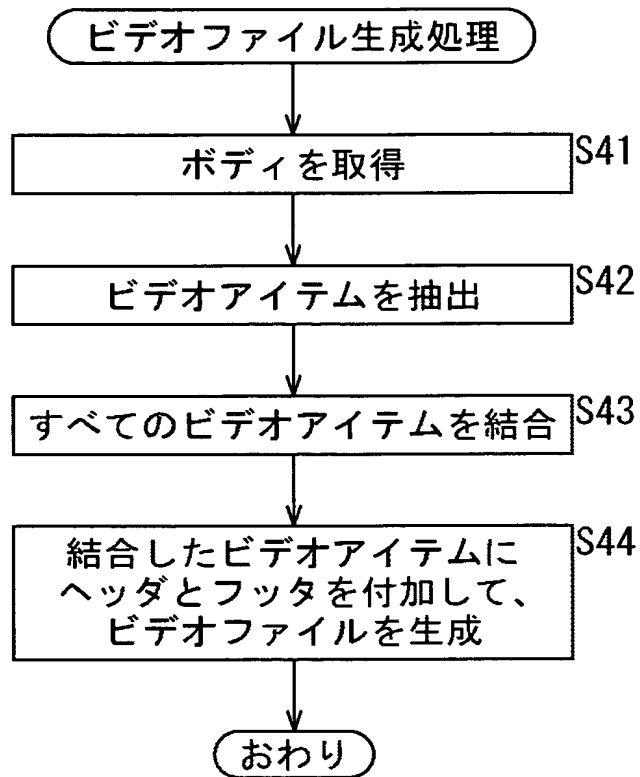 ビデオファイル生成処理
ボディを取得
S41
ビデオアイテムを抽出
S42
すべてのビデオアイテムを結合
S43
結合したビデオアイテムに
S44
ヘッダとフッタを付加して、
ビデオファイルを生成
おわり